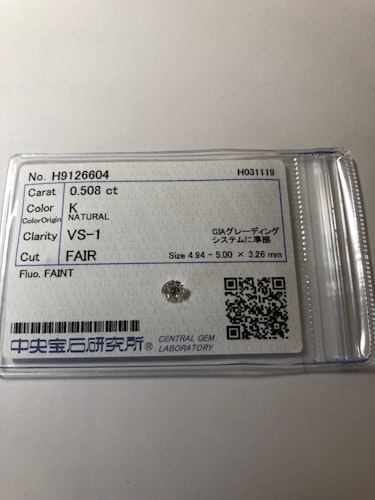 No. H9126604 H031119
Carat 0.508 ct
Color K
ColorOrigin NATURAL
Clarity VS-1 GIAグレーディング
システムに準拠
Cut FAIR Size 4.94 - 5.00 × 3.26 mm
Fluo. FAINT
中央宝石研究所® CENTRAL GEM
LABORATORY